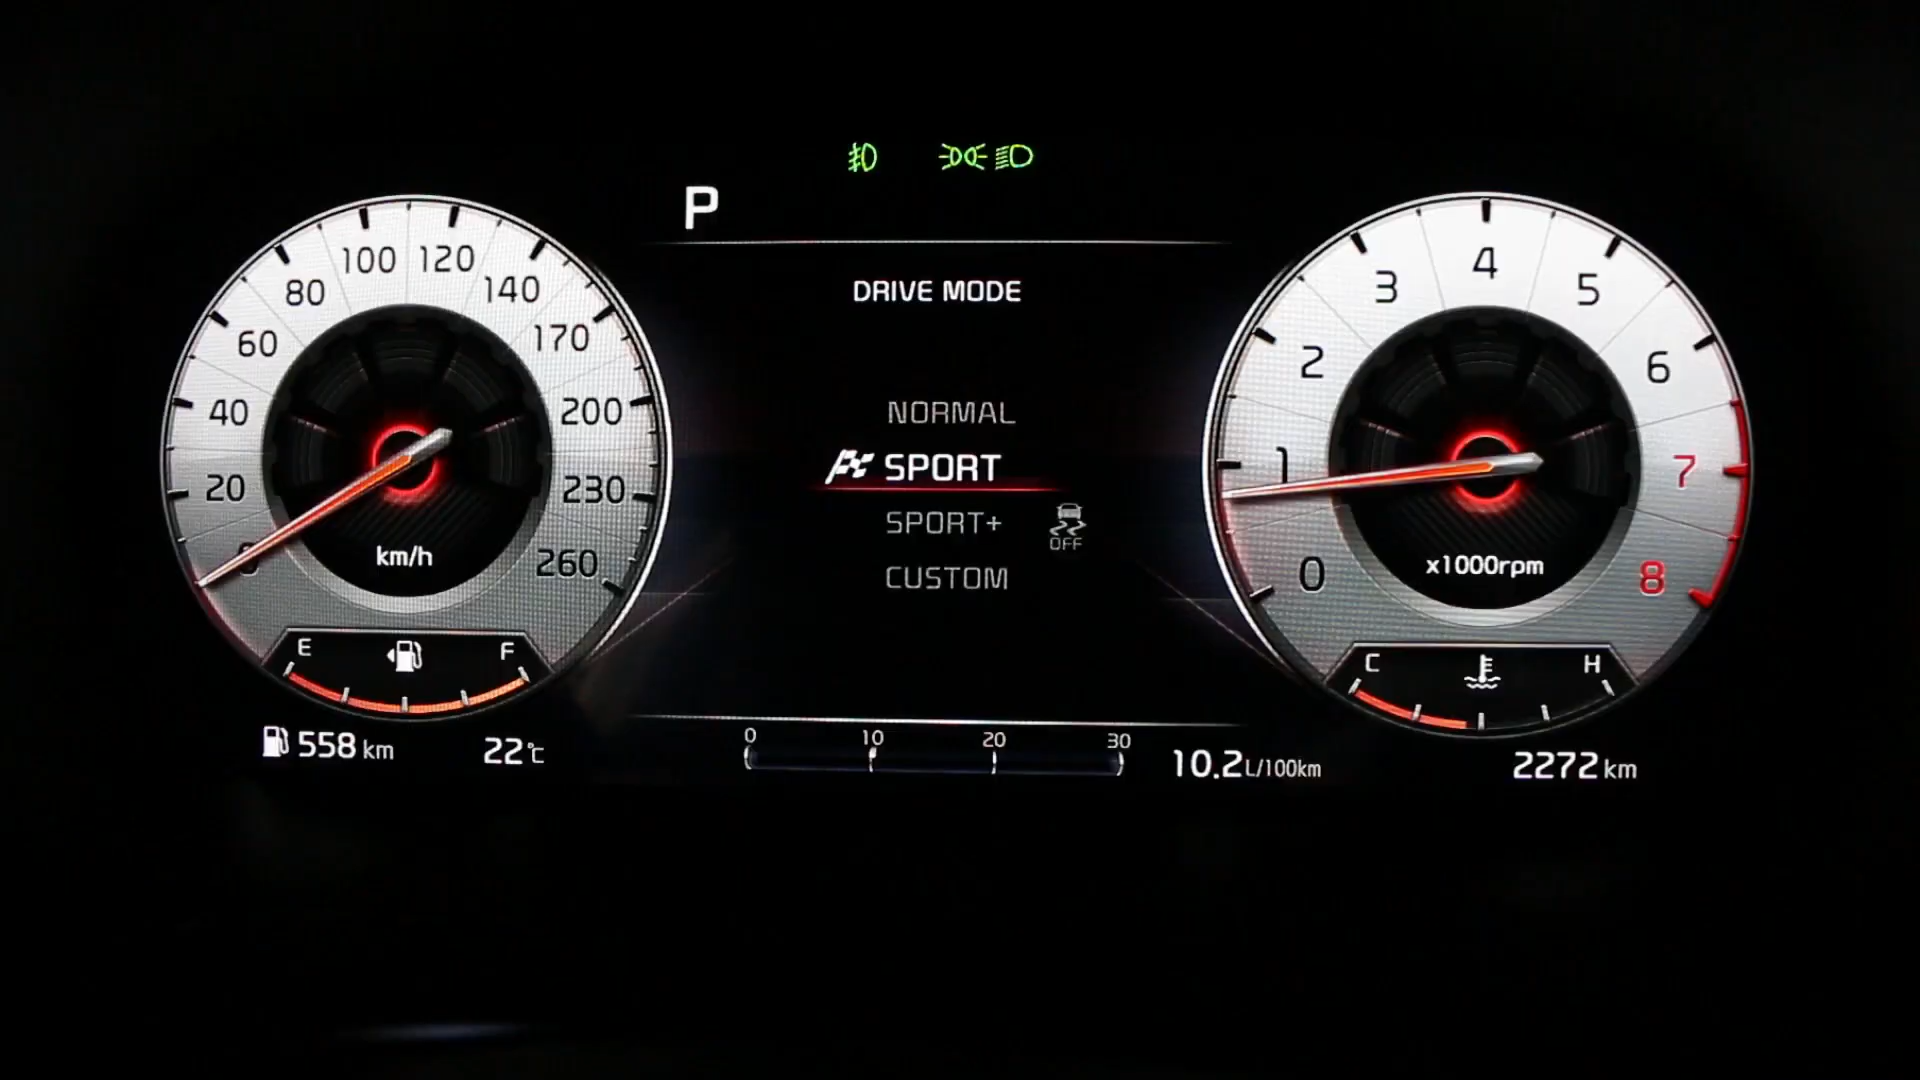 P
DRIVE MODE
NORMAL
SPORT
SPORT+
OFF
CUSTOM
0
20
40
60
80
100
120
140
170
200
230
260
km/h
E
F
558 km
22°C
0
1
2
3
4
5
6
7
8
x1000rpm
C
H
0 10 20 30
10.2L/100km
2272 km